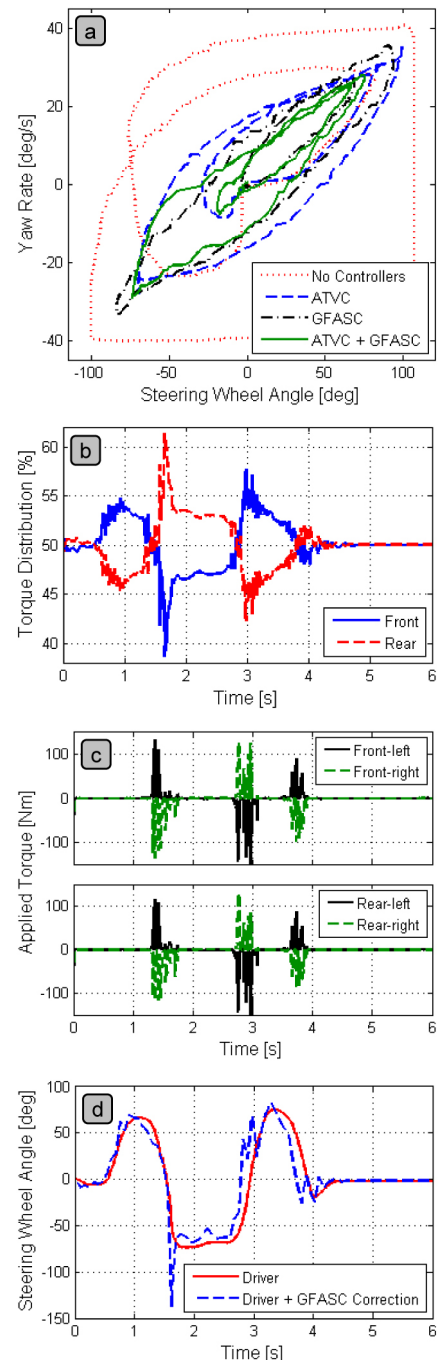 a
Yaw Rate [deg/s]
40
20
0
-20
-40
No Controllers
ATVC
GFASC
ATVC + GFASC
-100 -50 0 50 100
Steering Wheel Angle [deg]
b
Torque Distribution [%]
60
55
50
45
40
Front
Rear
0 1 2 3 4 5 6
Time [s]
c
Applied Torque [Nm]
100
0
-100
Front-left
Front-right
100
0
-100
Rear-left
Rear-right
0 1 2 3 4 5 6
Time [s]
d
Steering Wheel Angle [deg]
100
50
0
-50
-100
-150
Driver
Driver + GFASC Correction
0 1 2 3 4 5 6
Time [s]